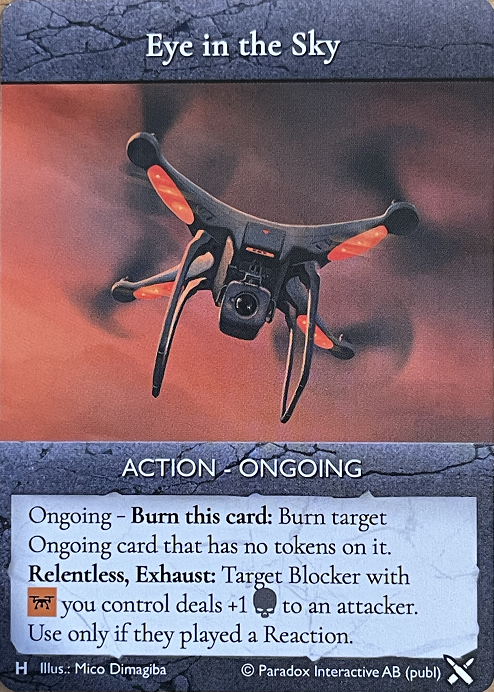 Eye in the Sky
ACTION - ONGOING
Ongoing - Burn this card: Burn target
Ongoing card that has no tokens on it.
Relentless, Exhaust: Target Blocker with
you control deals +1 to an attacker.
Use only if they played a Reaction.
H Illus.: Mico Dimagiba © Paradox Interactive AB (publ)